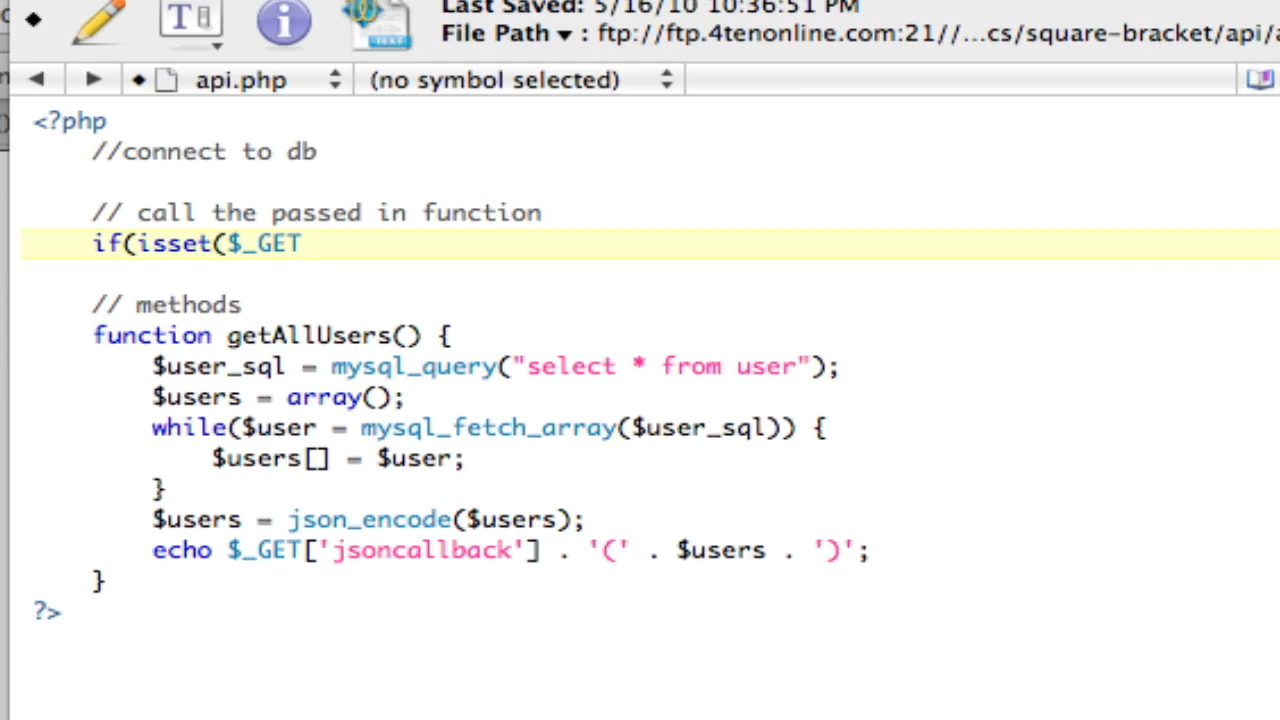 Last Saved: 5/16/10 10:36:51 PM
File Path ▾ : ftp://ftp.4tenonline.com:21//...cs/square-bracket/api/
api.php (no symbol selected)
<?php
//connect to db
// call the passed in function
if(isset($_GET
// methods
function getAllUsers() {
$user_sql = mysql_query("select * from user");
$users = array();
while($user = mysql_fetch_array($user_sql)) {
$users[] = $user;
}
$users = json_encode($users);
echo $_GET['jsoncallback'] . '(' . $users . ')';
}
?>